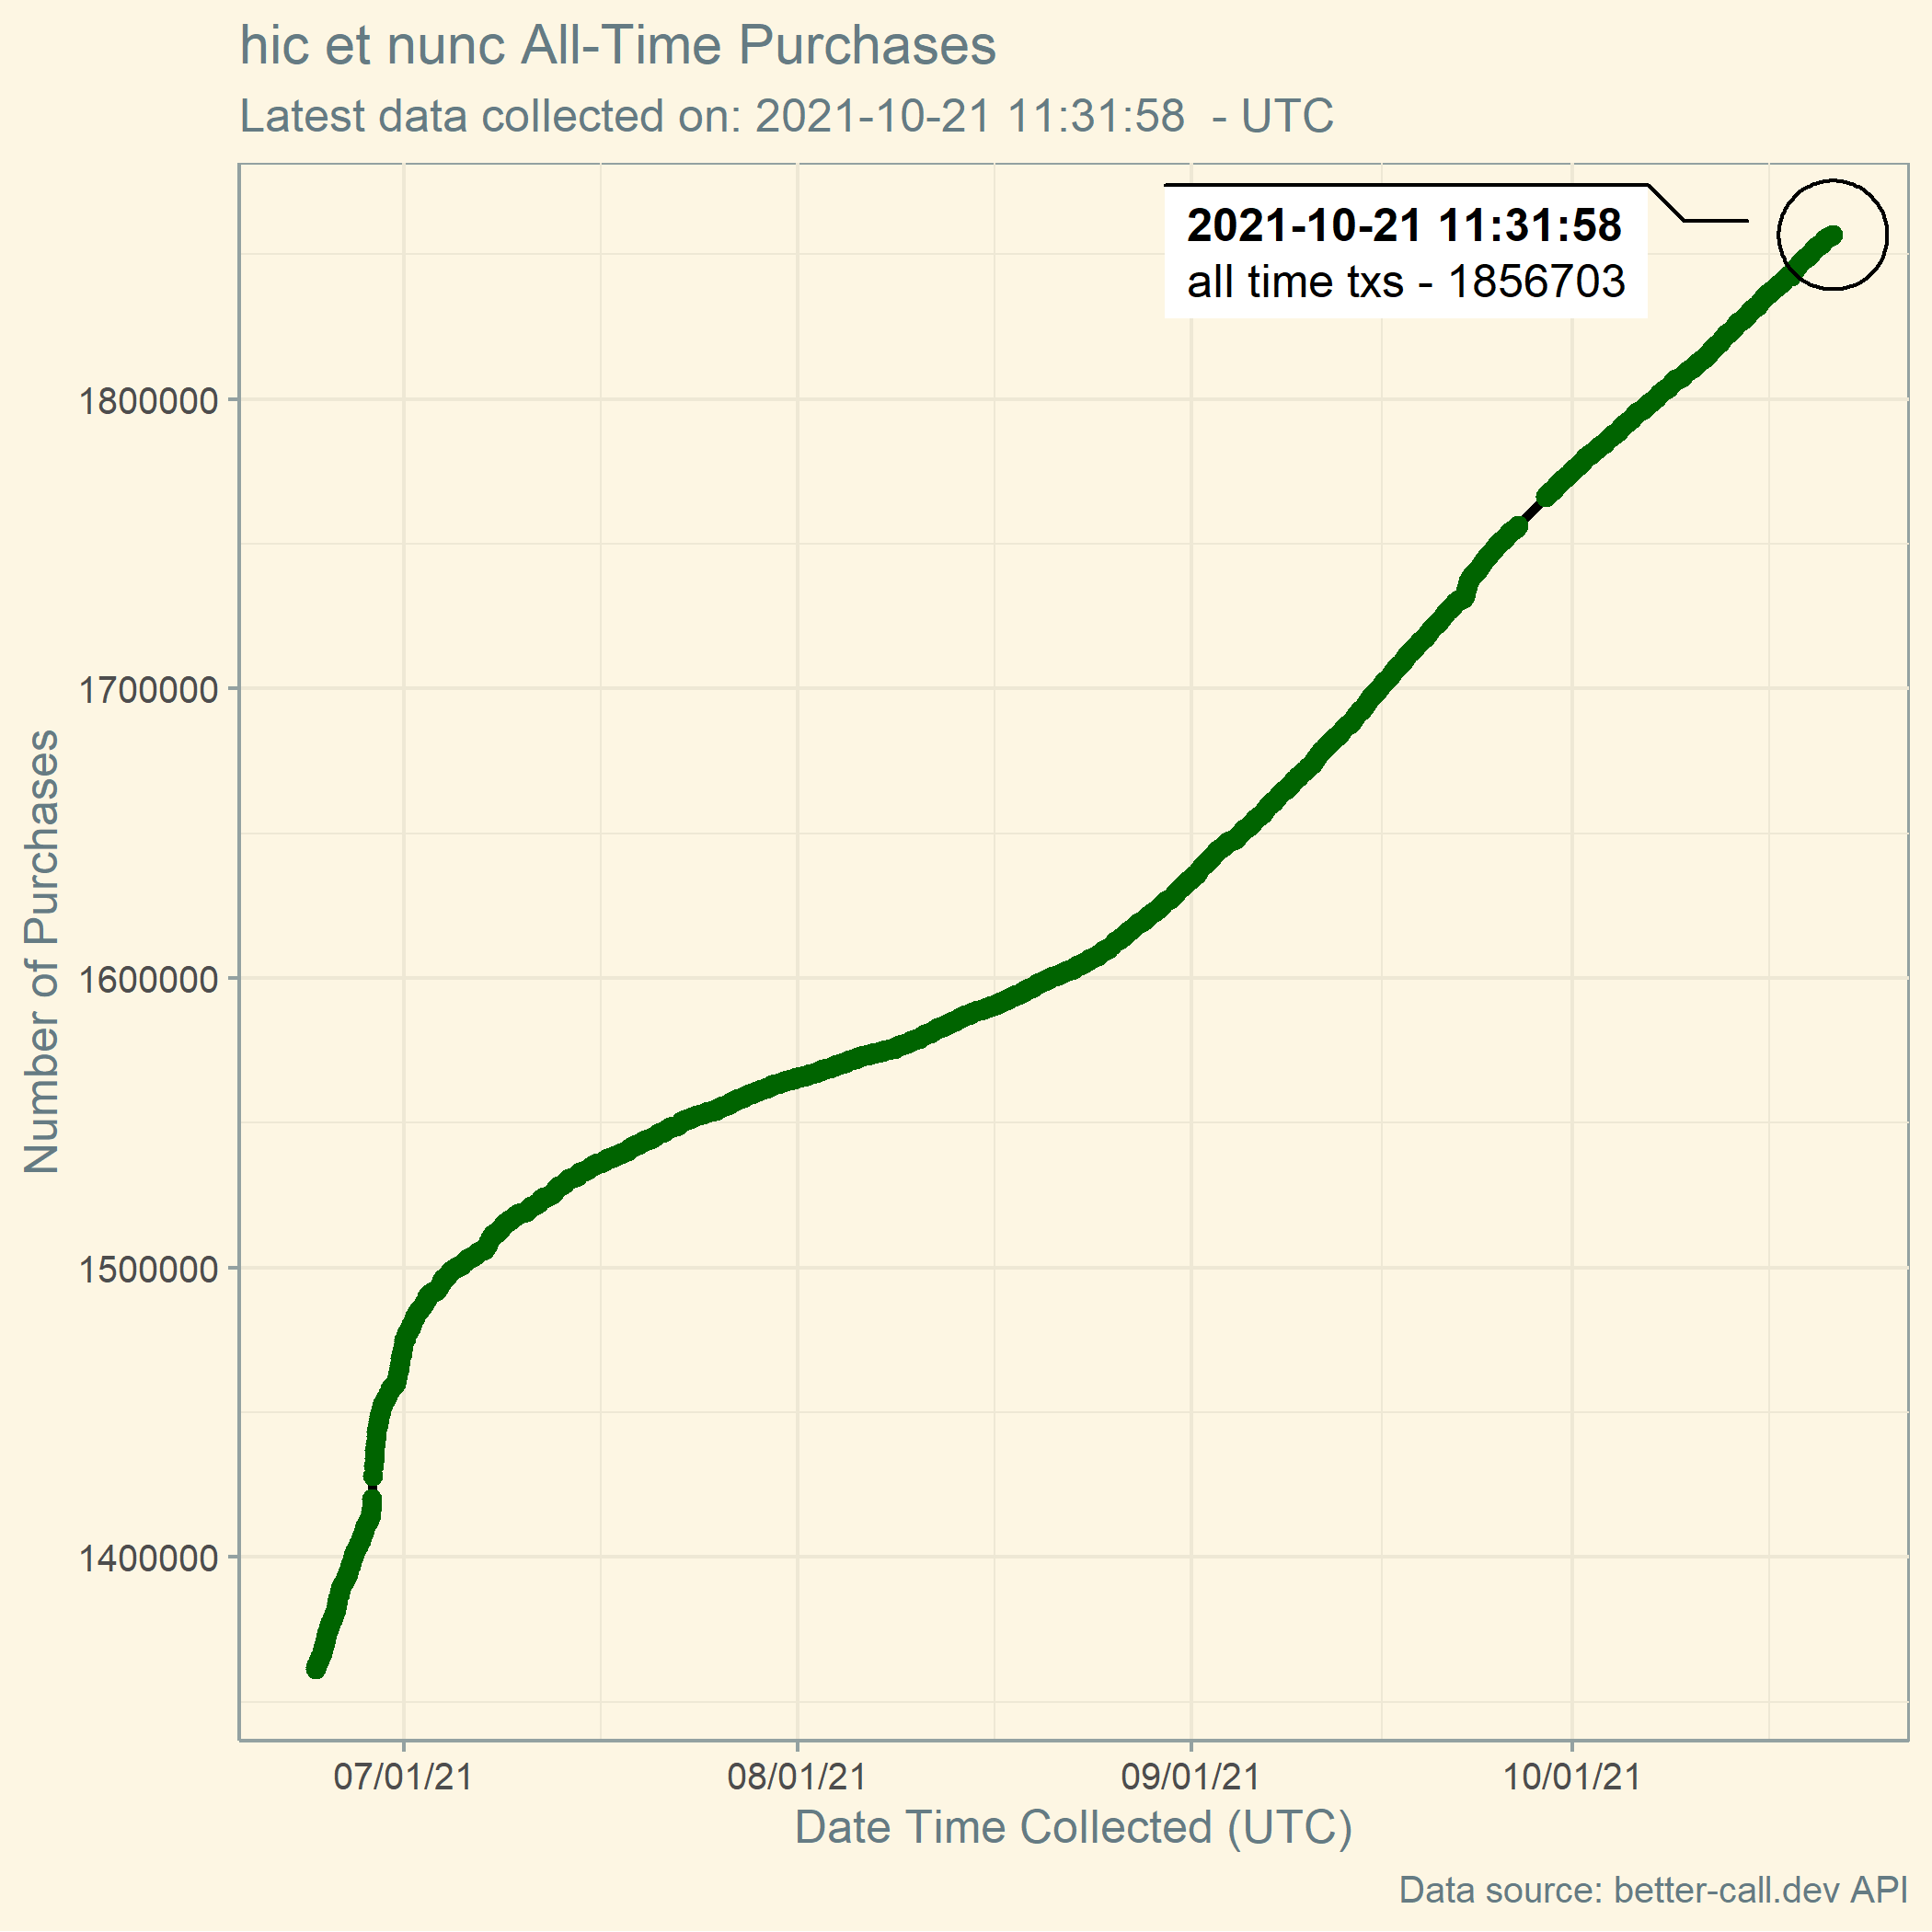 hic et nunc All-Time Purchases
Latest data collected on: 2021-10-21 11:31:58  - UTC
2021-10-21 11:31:58
all time txs - 1856703
Number of Purchases
1800000
1700000
1600000
1500000
1400000
07/01/21
08/01/21
09/01/21
10/01/21
Date Time Collected (UTC)
Data source: better-call.dev API